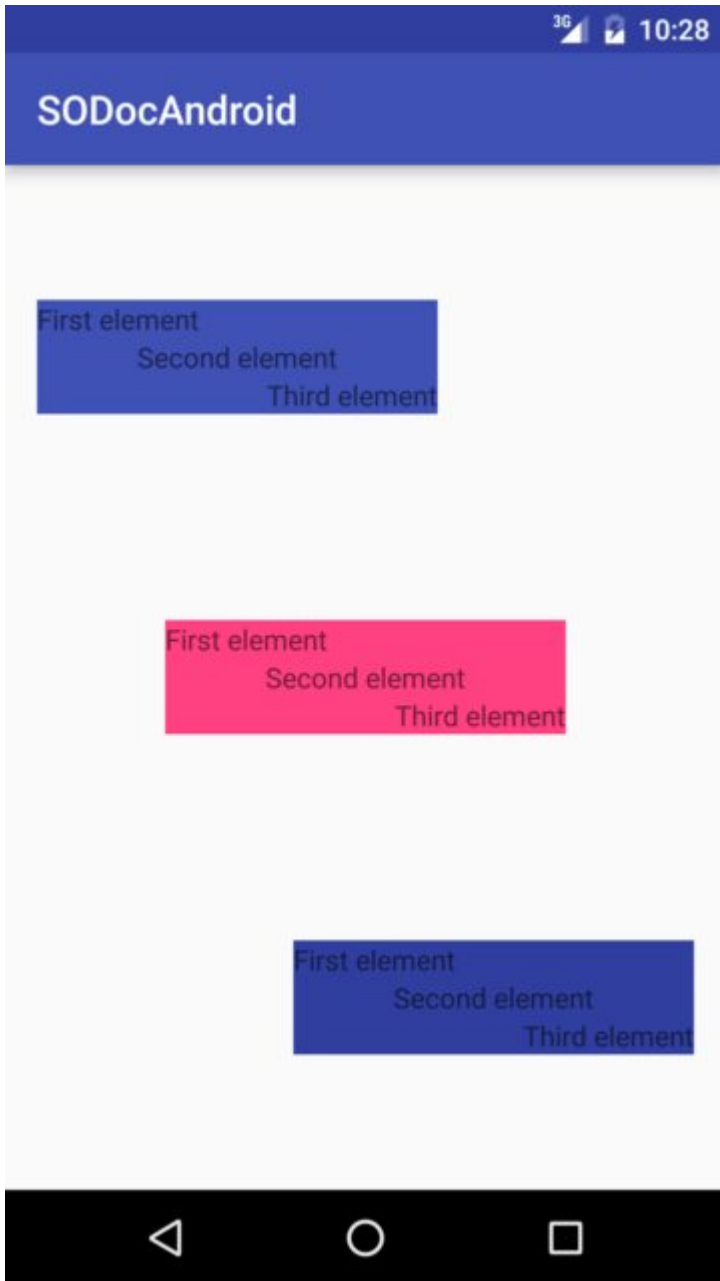 3G 10:28
SODocAndroid
First element
Second element
Third element
First element
Second element
Third element
First element
Second element
Third element